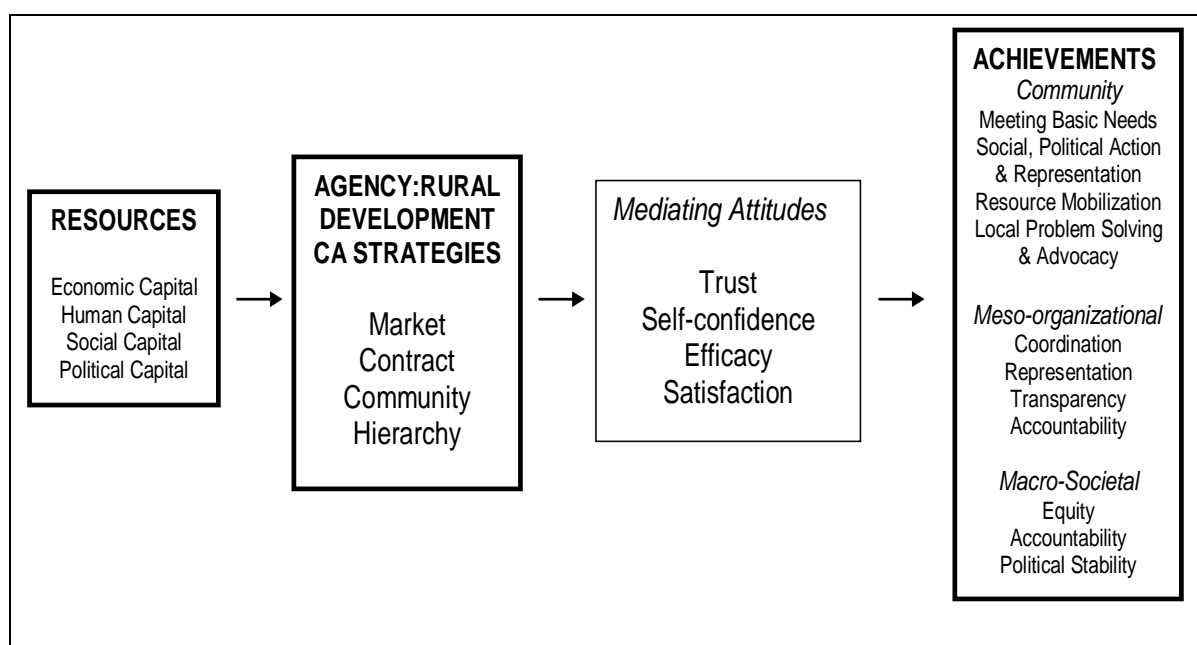 RESOURCES
Economic Capital
Human Capital
Social Capital
Political Capital
AGENCY:RURAL
DEVELOPMENT
CA STRATEGIES
Market
Contract
Community
Hierarchy
Mediating Attitudes
Trust
Self-confidence
Efficacy
Satisfaction
ACHIEVEMENTS
Community
Meeting Basic Needs
Social, Political Action
& Representation
Resource Mobilization
Local Problem Solving
& Advocacy
Meso-organizational
Coordination
Representation
Transparency
Accountability
Macro-Societal
Equity
Accountability
Political Stability